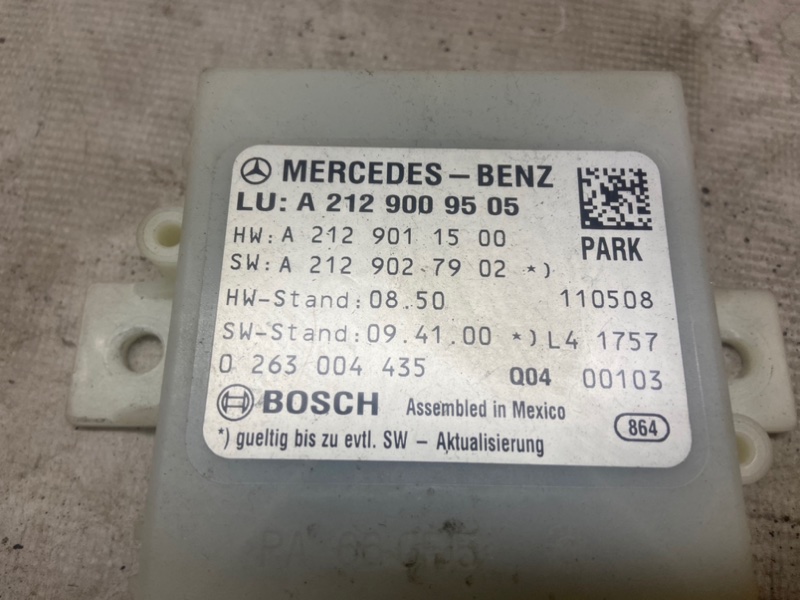 MERCEDES-BENZ
LU: A 212 900 95 05
HW: A 212 901 15 00
SW: A 212 902 79 02 *)
PARK
HW-Stand: 08.50 110508
SW-Stand: 09.41.00 *) L4 1757
0 263 004 435 Q04 00103
BOSCH Assembled in Mexico 864
*) gueltig bis zu evtl. SW - Aktualisierung
PA 66